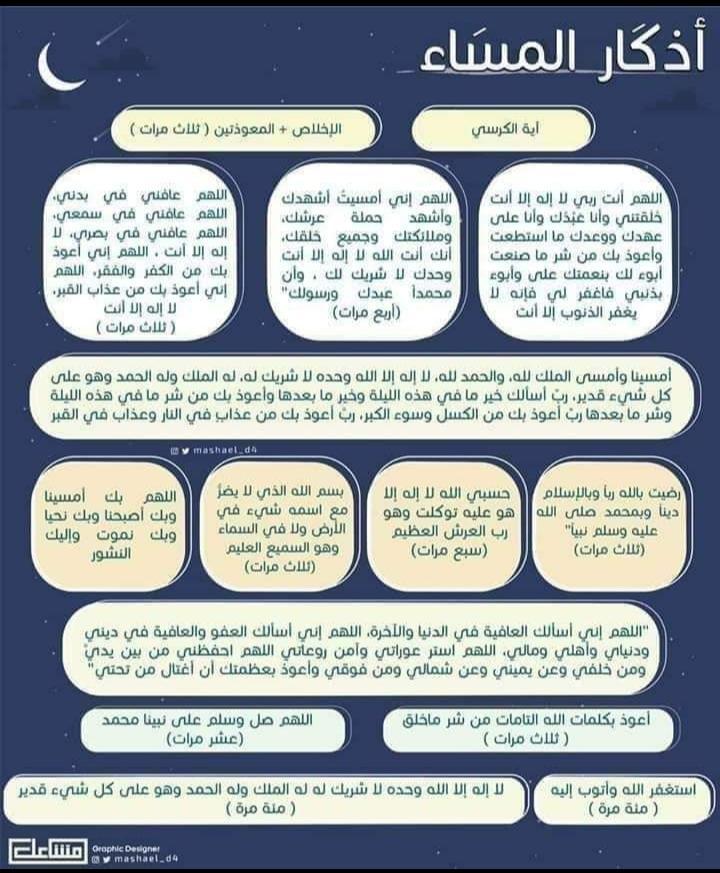 أذكَار المسَاء
آية الكرسي
الإخلاص + المعوذتين ( ثلاث مرات )
اللهم أنت ربي لا إله إلا أنت
خلقتني وأنا عَبْدُك وأنا على
عهدك ووعدك ما استطعت
وأعوذ بك من شر ما صنعت
أبوء لك بنعمتك علي وأبوء
بذنبي فاغفر لي فإنه لا
يغفر الذنوب إلا أنت
اللهم إني أمسيتُ أشهدك
وأشهد حملة عرشك،
وملائكتك وجميع خلقك،
أنك أنت الله لا إله إلا أنت
وحدك لا شريك لك ، وأن
محمداً عبدك ورسولك"
(أربع مرات)
اللهم عافني في بدني،
اللهم عافني في سمعي،
اللهم عافني في بصري، لا
إله إلا أنت ، اللهم إني أعوذ
بك من الكفر والفقر، اللهم
إني أعوذ بك من عذاب القبر،
لا إله إلا أنت
( ثلاث مرات )
أمسينا وأمسى الملك لله، والحمد لله، لا إله إلا الله وحده لا شريك له، له الملك وله الحمد وهو على
كل شيء قدير، ربّ أسألك خير ما في هذه الليلة وخير ما بعدها وأعوذ بك من شر ما في هذه الليلة
وشر ما بعدها ربّ أعوذ بك من الكسل وسوء الكبر، ربّ أعوذ بك من عذابٍ في النار وعذاب في القبر
mashael_d4
رضيت بالله رباً وبالإسلام
ديناً وبمحمد صلى الله
عليه وسلم نبياً"
(ثلاث مرات)
حسبي الله لا إله إلا
هو عليه توكلت وهو
رب العرش العظيم
(سبع مرات)
بسم الله الذي لا يضرُّ
مع اسمه شيء في
الأرض ولا في السماء
وهو السميع العليم
(ثلاث مرات)
اللهم بك أمسينا
وبك أصبحنا وبك نحيا
وبك نموت وإليك
النشور
"اللهم إني أسألك العافية في الدنيا والآخرة، اللهم إني أسألك العفو والعافية في ديني
ودنياي وأهلي ومالي، اللهم استر عوراتي وآمن روعاتي اللهم احفظني من بين يديّ
ومن خلفي وعن يميني وعن شمالي ومن فوقي وأعوذ بعظمتك أن أغتال من تحتي"
أعوذ بكلمات الله التامات من شر ماخلق
( ثلاث مرات )
اللهم صل وسلم على نبينا محمد
(عشر مرات)
استغفر الله وأتوب إليه
( مئة مرة )
لا إله إلا الله وحده لا شريك له له الملك وله الحمد وهو على كل شيء قدير
( مئة مرة )
مشاعل
Graphic Designer
mashael_d4